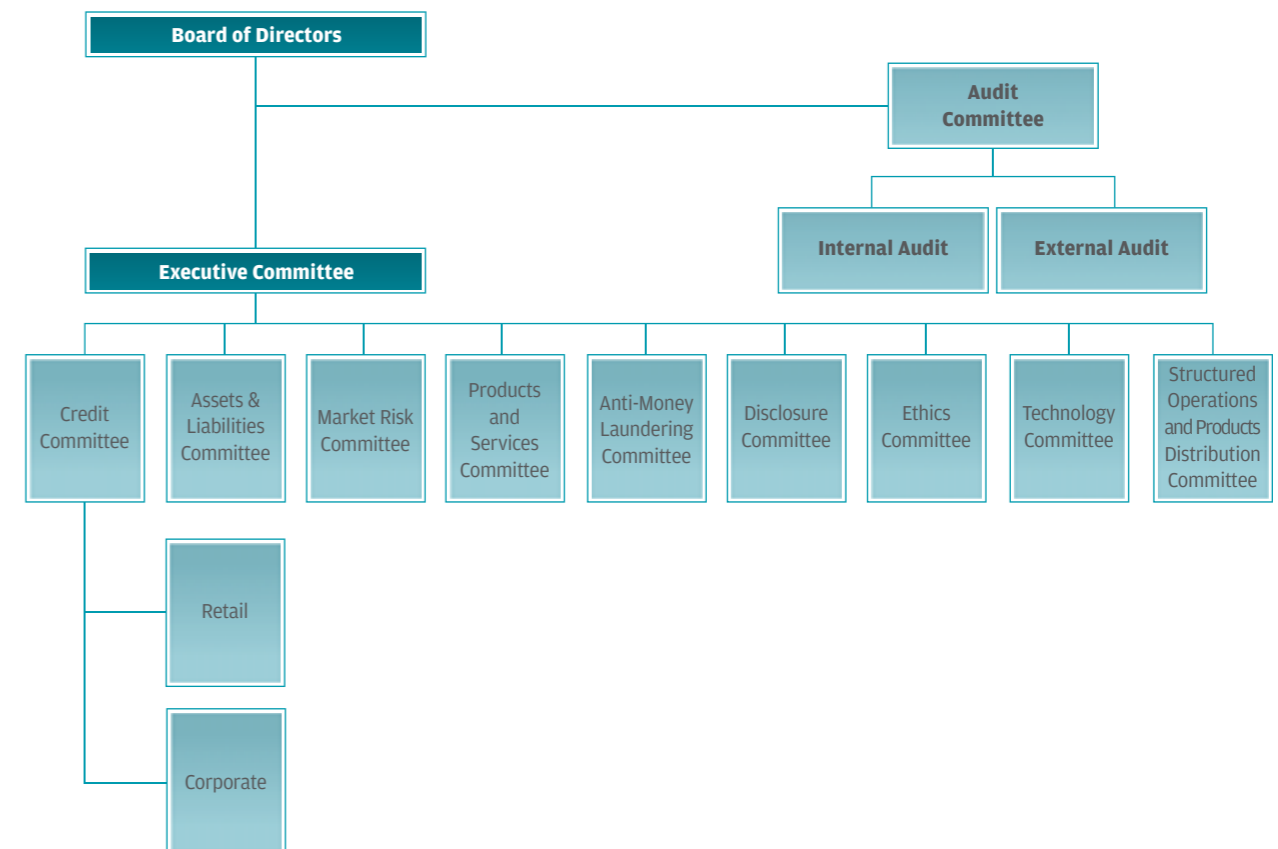 Board of Directors
Audit
Committee
Internal Audit
External Audit
Executive Committee
Credit
Committee
Assets &
Liabilities
Committee
Market Risk
Committee
Products
and
Services
Committee
Anti-Money
Laundering
Committee
Disclosure
Committee
Ethics
Committee
Technology
Committee
Structured
Operations
and Products
Distribution
Committee
Retail
Corporate